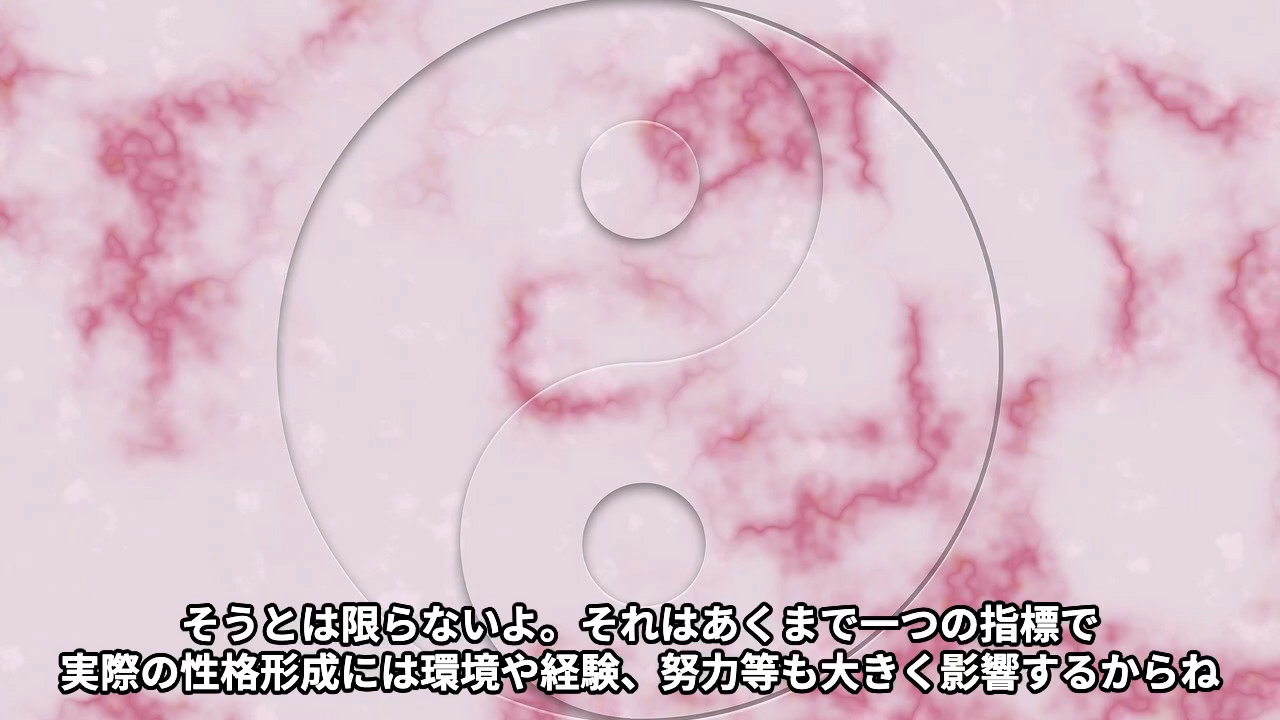 そうとは限らないよ。それはあくまで一つの指標で
実際の性格形成には環境や経験、努力等も大きく影響するからね